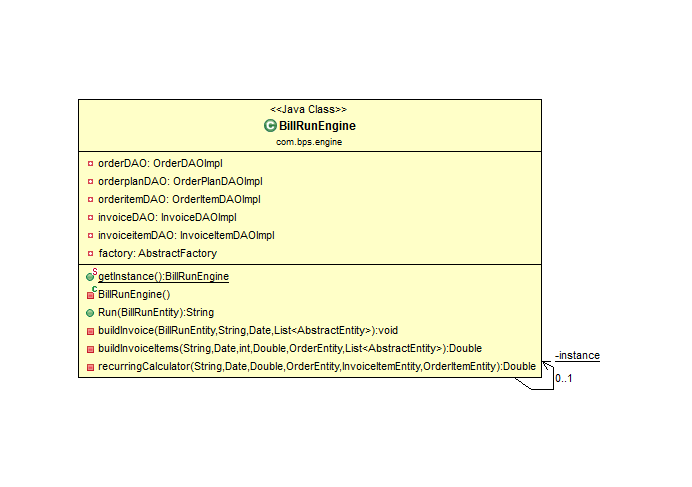 <<Java Class>>
BillRunEngine
com.bps.engine
orderDAO: OrderDAOImpl
orderplanDAO: OrderPlanDAOImpl
orderitemDAO: OrderItemDAOImpl
invoiceDAO: InvoiceDAOImpl
invoiceitemDAO: InvoiceItemDAOImpl
factory: AbstractFactory
getInstance():BillRunEngine
BillRunEngine()
Run(BillRunEntity):String
buildInvoice(BillRunEntity,String,Date,List<AbstractEntity>):void
buildInvoiceItems(String,Date,int,Double,OrderEntity,List<AbstractEntity>):Double
recurringCalculator(String,Date,Double,OrderEntity,InvoiceItemEntity,OrderItemEntity):Double
-instance
0..1